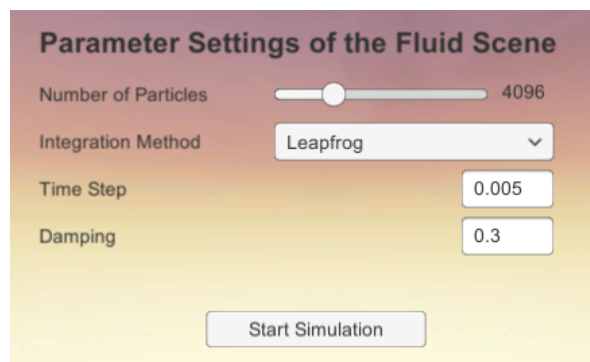 Parameter Settings of the Fluid Scene
Number of Particles 4096
Integration Method Leapfrog
Time Step 0.005
Damping 0.3
Start Simulation